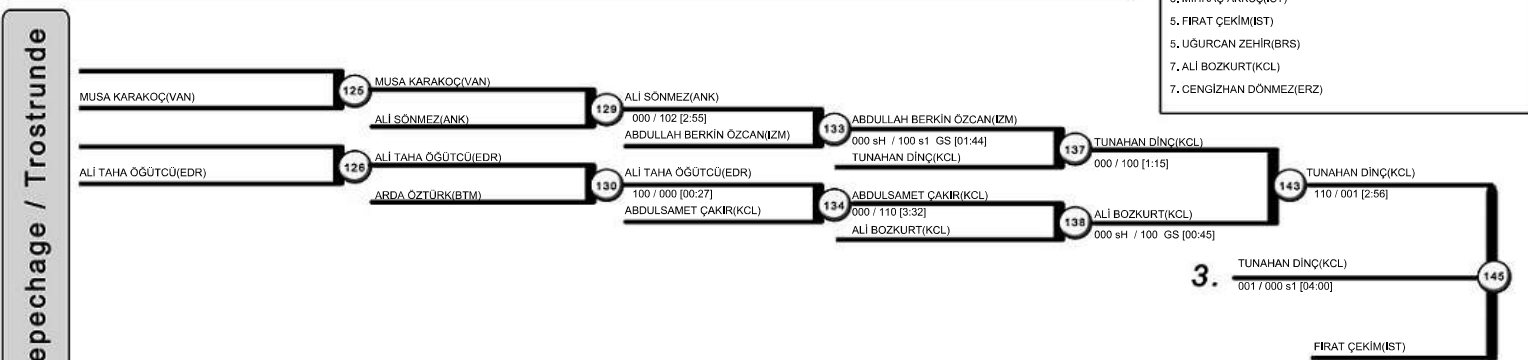 5. FIRAT ÇEKİM(IST)
5. UĞURCAN ZEHİR(BRS)
7. ALİ BOZKURT(KCL)
7. CENGİZHAN DÖNMEZ(ERZ)
epechage / Trostrunde
MUSA KARAKOÇ(VAN)
125
MUSA KARAKOÇ(VAN)
ALİ SÖNMEZ(ANK)
129
ALİ SÖNMEZ(ANK)
000 / 102 [2:55]
ABDULLAH BERKİN ÖZCAN(IZM)
133
ABDULLAH BERKİN ÖZCAN(IZM)
000 sH / 100 s1 GS [01:44]
TUNAHAN DİNÇ(KCL)
137
TUNAHAN DİNÇ(KCL)
000 / 100 [1:15]
ALİ TAHA ÖĞÜTCÜ(EDR)
126
ALİ TAHA ÖĞÜTCÜ(EDR)
ARDA ÖZTÜRK(BTM)
130
ALİ TAHA ÖĞÜTCÜ(EDR)
100 / 000 [00:27]
ABDULSAMET ÇAKIR(KCL)
134
ABDULSAMET ÇAKIR(KCL)
000 / 110 [3:32]
ALİ BOZKURT(KCL)
138
ALİ BOZKURT(KCL)
000 sH / 100 GS [00:45]
143
TUNAHAN DİNÇ(KCL)
110 / 001 [2:56]
3.
TUNAHAN DİNÇ(KCL)
001 / 000 s1 [04:00]
145
FIRAT ÇEKİM(IST)